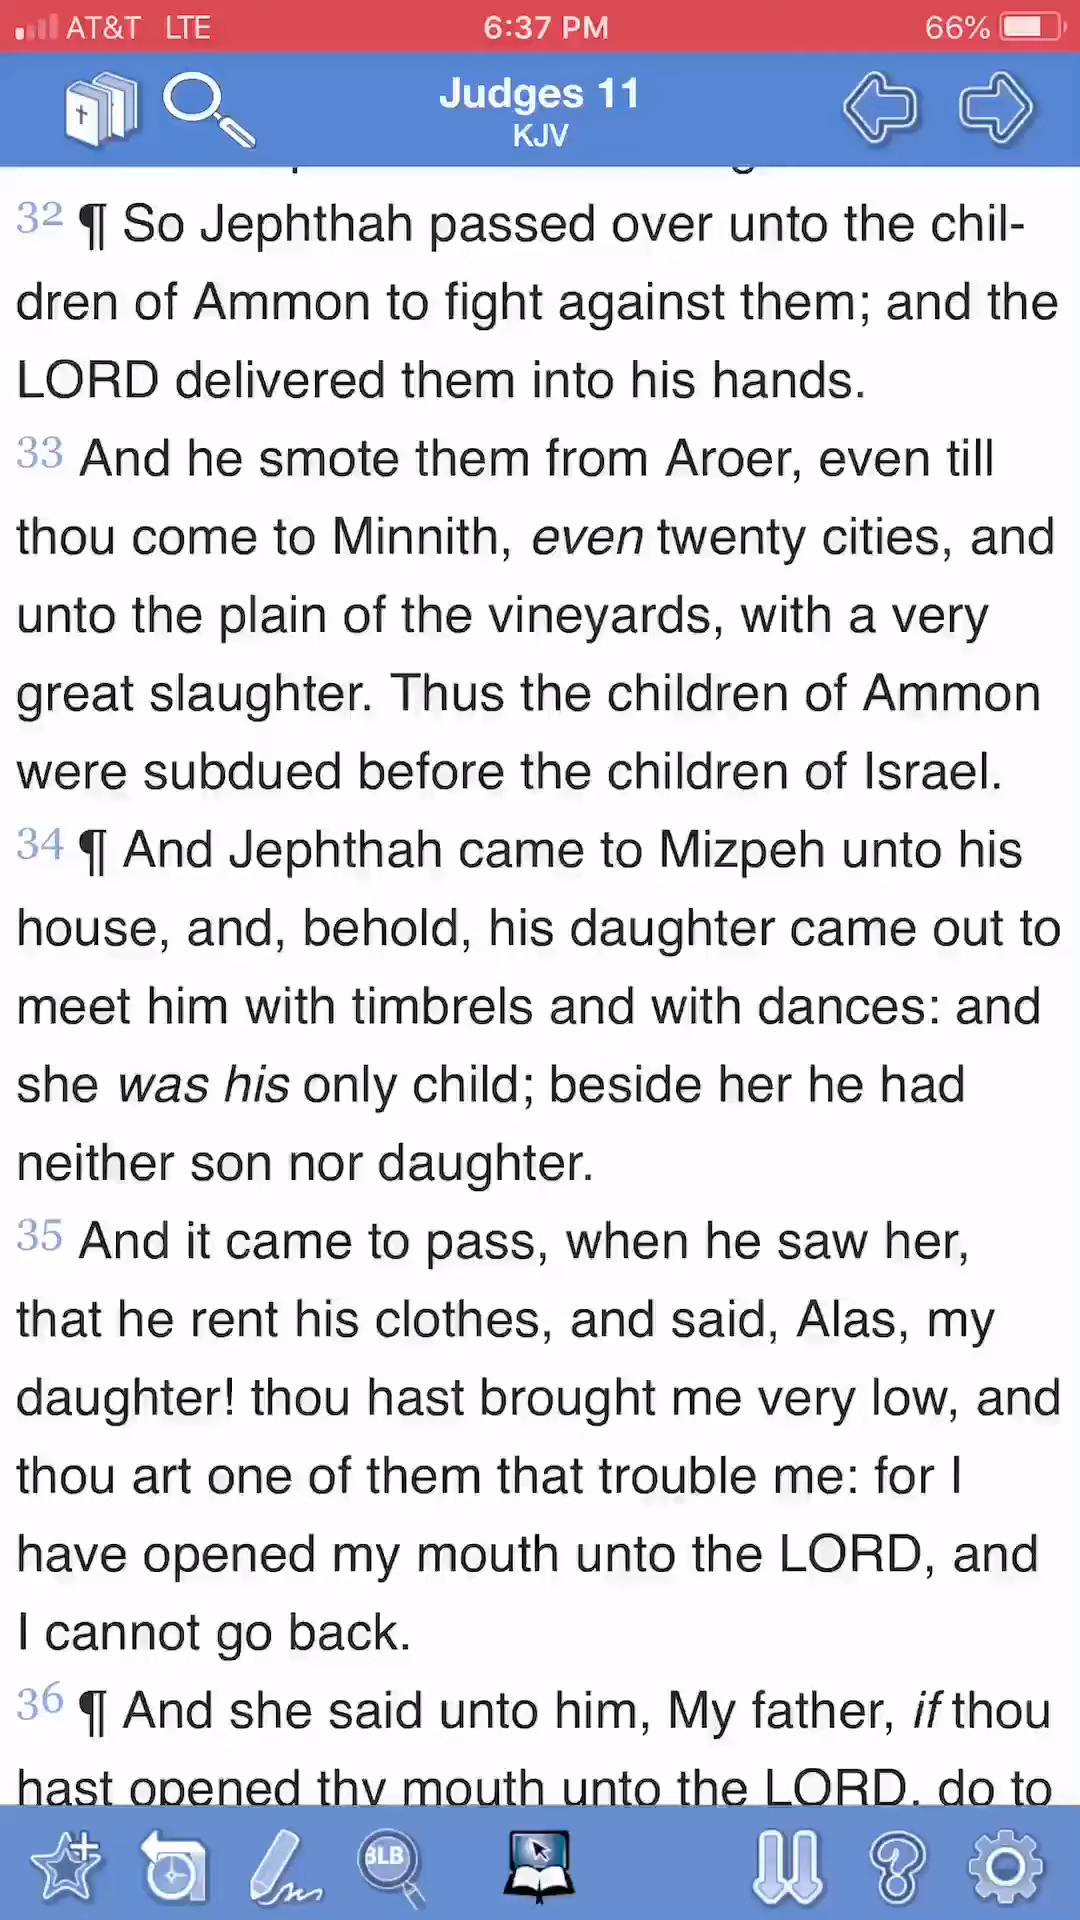 AT&T LTE 6:37 PM 66%
Judges 11
KJV
32 ¶ So Jephthah passed over unto the chil-
dren of Ammon to fight against them; and the
LORD delivered them into his hands.
33 And he smote them from Aroer, even till
thou come to Minnith, even twenty cities, and
unto the plain of the vineyards, with a very
great slaughter. Thus the children of Ammon
were subdued before the children of Israel.
34 ¶ And Jephthah came to Mizpeh unto his
house, and, behold, his daughter came out to
meet him with timbrels and with dances: and
she was his only child; beside her he had
neither son nor daughter.
35 And it came to pass, when he saw her,
that he rent his clothes, and said, Alas, my
daughter! thou hast brought me very low, and
thou art one of them that trouble me: for I
have opened my mouth unto the LORD, and
I cannot go back.
36 ¶ And she said unto him, My father, if thou
hast opened thy mouth unto the LORD, do to
BLB